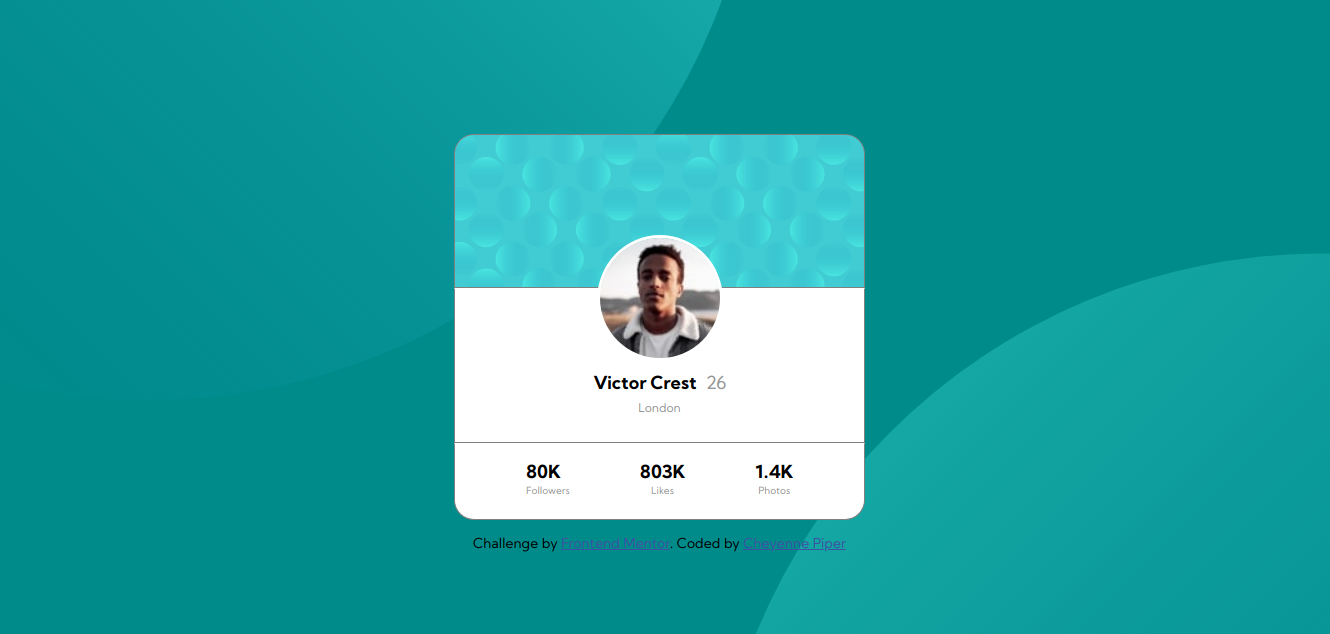 Victor Crest 26
London
80K 803K 1.4K
Followers Likes Photos
Challenge by Frontend Mentor. Coded by Cheyenne Piper